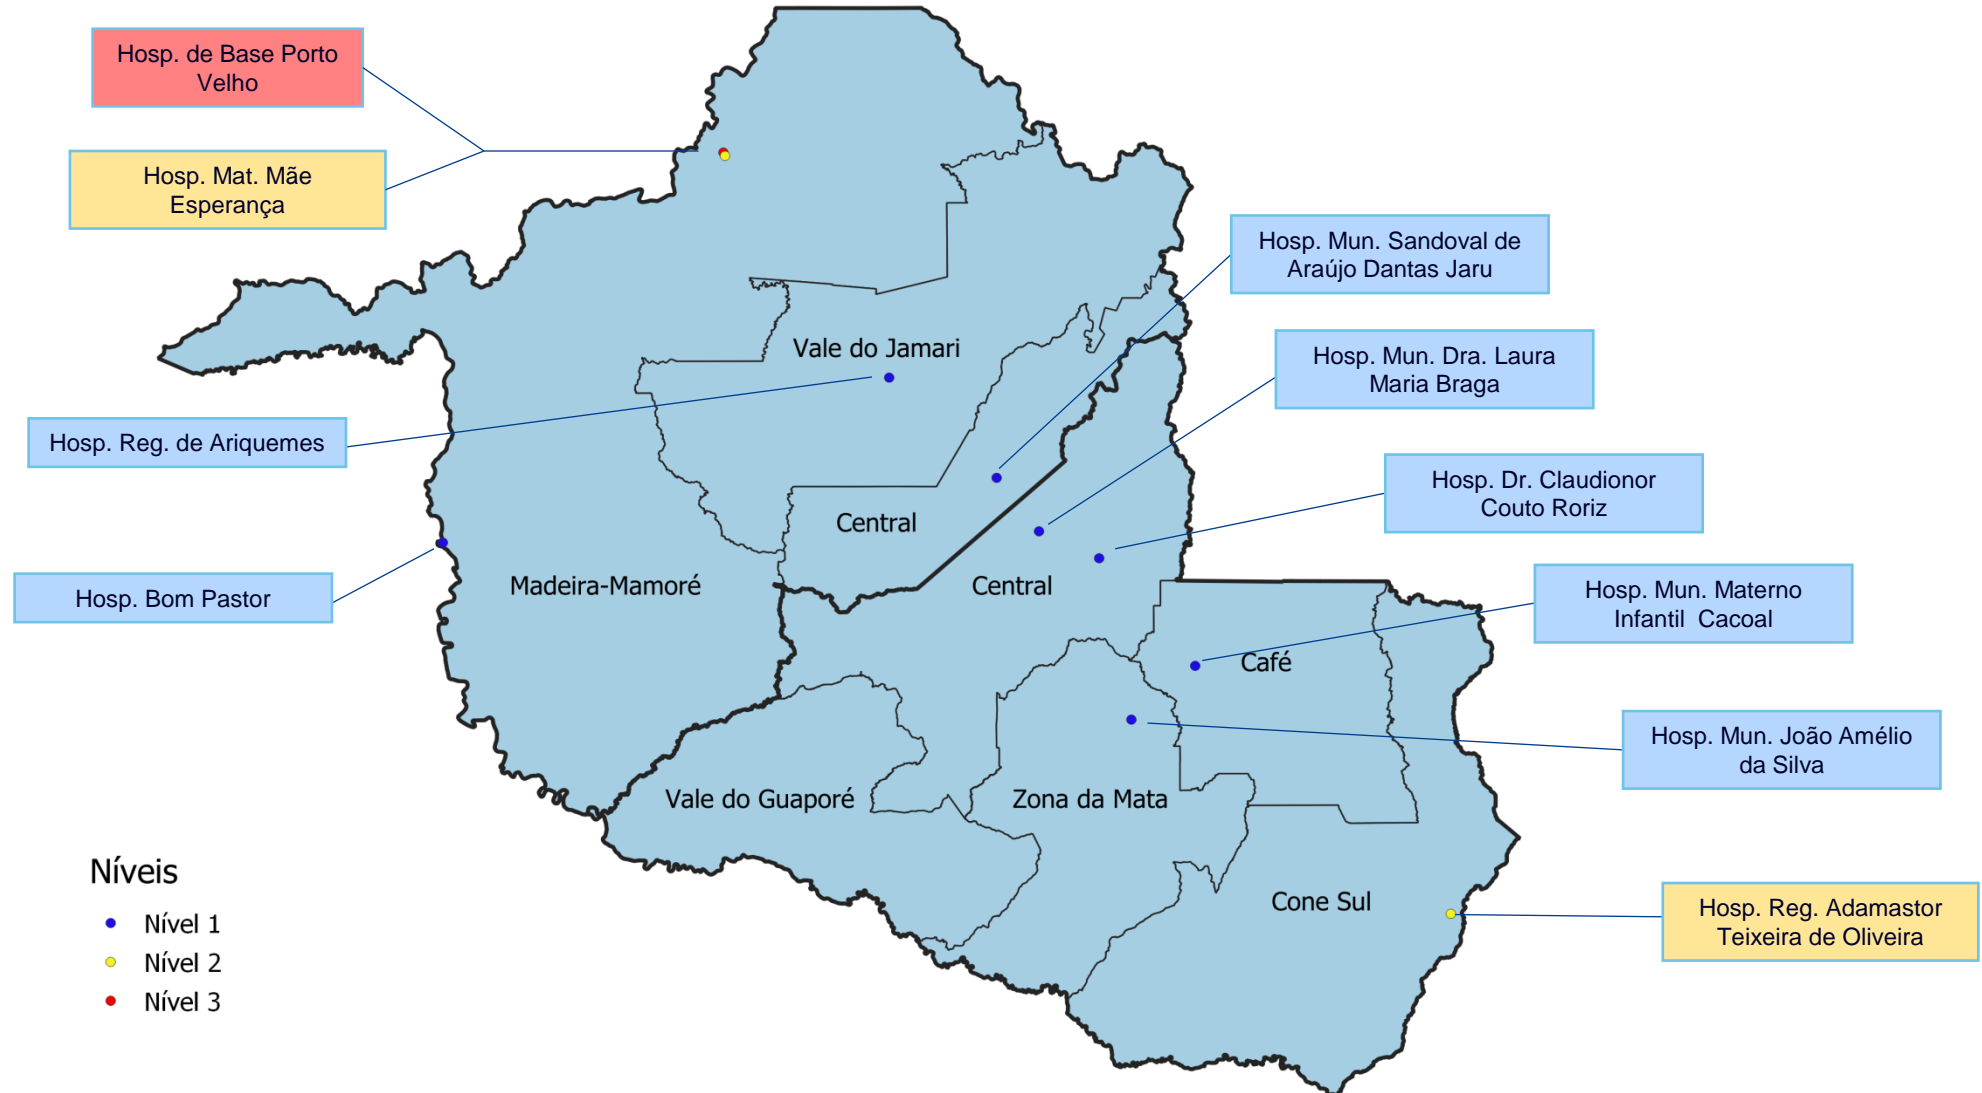 Hosp. de Base Porto
Velho
Hosp. Mat. Mãe
Esperança
Hosp. Mun. Sandoval de
Araújo Dantas Jaru
Hosp. Mun. Dra. Laura
Maria Braga
Vale do Jamari
Hosp. Reg. de Ariquemes
Hosp. Dr. Claudionor
Couto Roriz
Central
Hosp. Bom Pastor
Madeira-Mamoré
Central
Hosp. Mun. Materno
Infantil  Cacoal
Café
Hosp. Mun. João Amélio
da Silva
Vale do Guaporé
Zona da Mata
Cone Sul
Hosp. Reg. Adamastor
Teixeira de Oliveira
Níveis
Nível 1
Nível 2
Nível 3